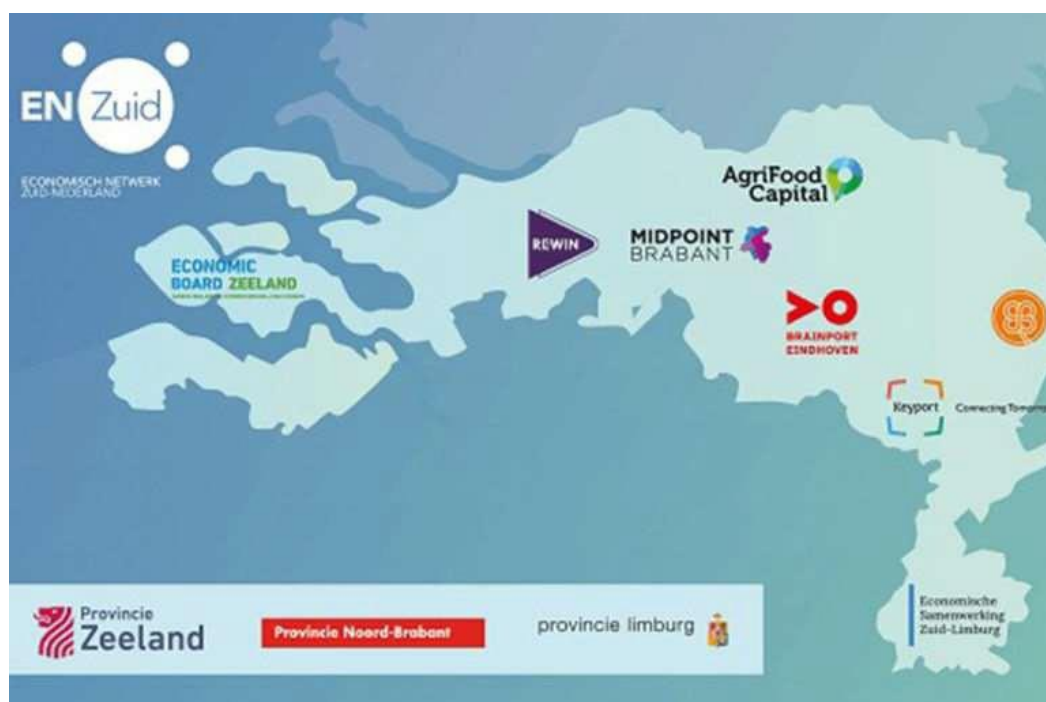 EN Zuid
ECONOMISCH NETWERK
ZUID-NEDERLAND
AgriFood
Capital
REWIN
MIDPOINT
BRABANT
ECONOMIC
BOARD ZEELAND
BRAINPORT
EINDHOVEN
Keyport
Connecting
Economische
Samenwerking
Zuid-Limburg
Provincie
Zeeland
Provincie Noord-Brabant
provincie limburg